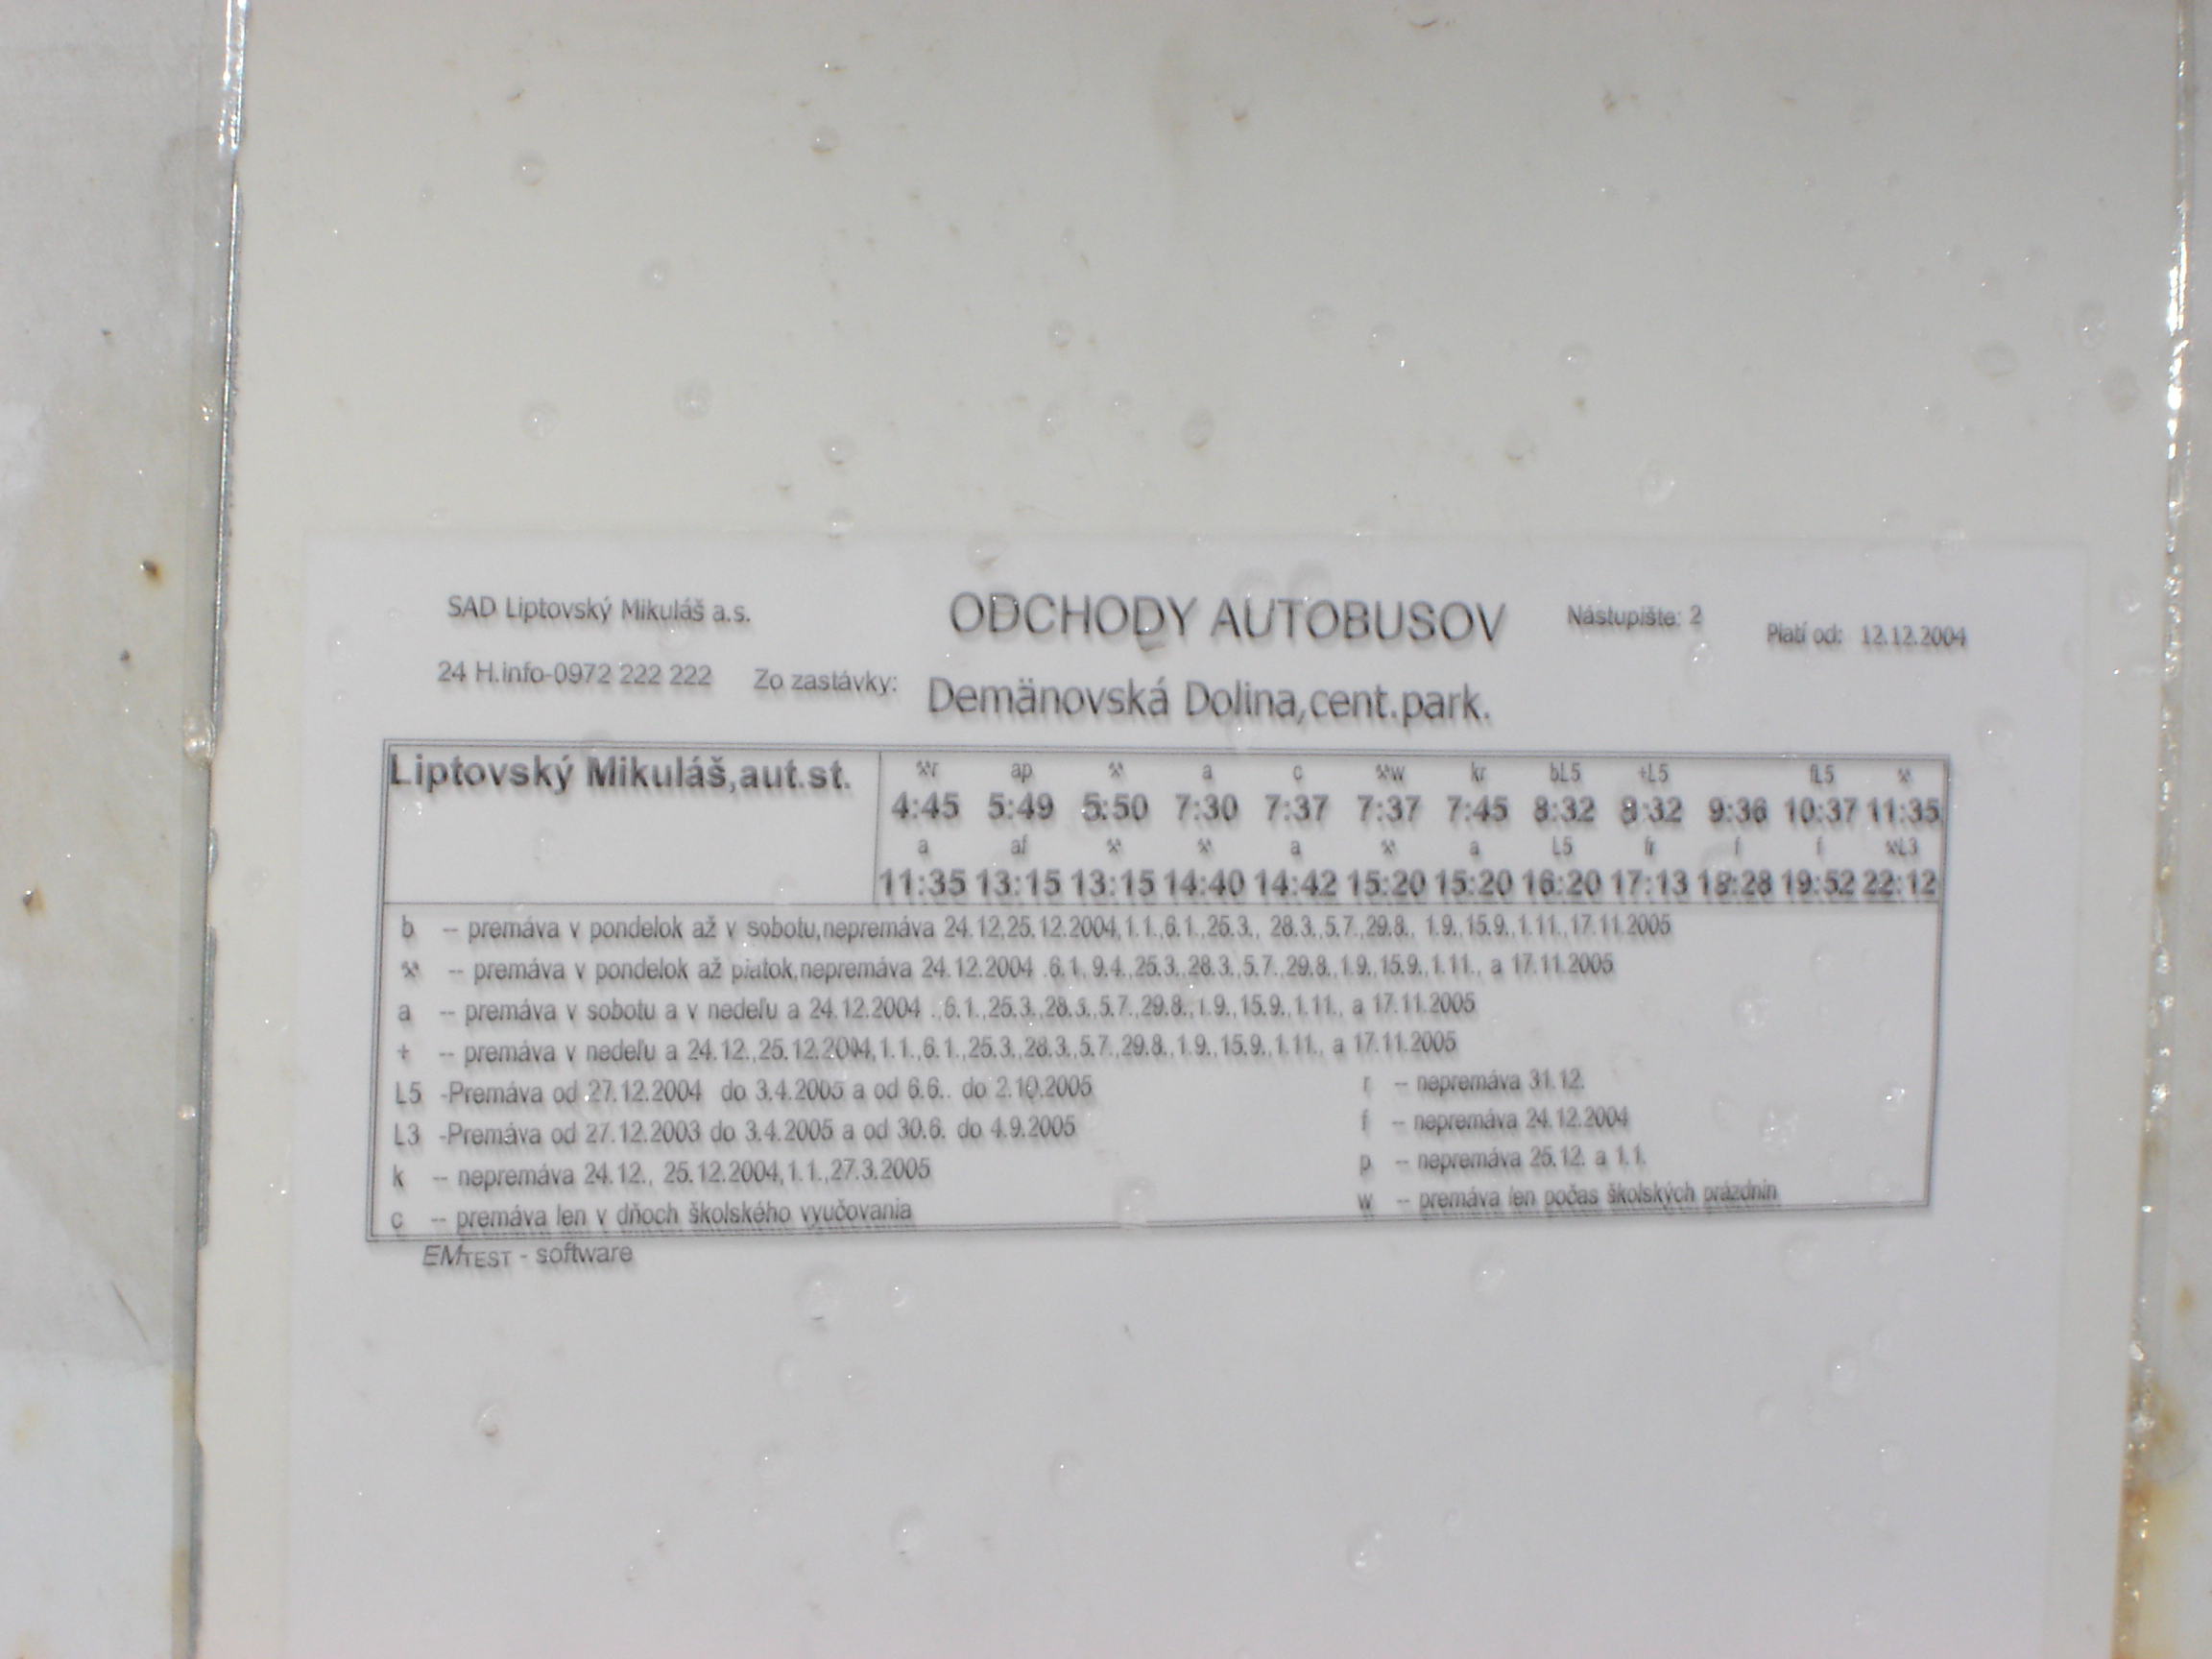 SAD Liptovský Mikuláš a.s.
ODCHODY AUTOBUSOV
Nástupište: 2
Platí od: 12.12.2004
24 H.info-0972 222 222
Zo zastávky:
Demänovská Dolina,cent.park.
Liptovský Mikuláš,aut.st.
⚒r ap ⚒ a c ⚒w kr bL5 +L5 fL5 ⚒
4:45 5:49 5:50 7:30 7:37 7:37 7:45 8:32 8:32 9:36 10:37 11:35
a af ⚒ ⚒ a ⚒ a L5 fr f f ⚒L3
11:35 13:15 13:15 14:40 14:42 15:20 15:20 16:20 17:13 18:28 19:52 22:12
b -- premáva v pondelok až v sobotu,nepremáva 24.12,25.12.2004,1.1.,6.1.,25.3., 28.3.,5.7.,29.8., 1.9.,15.9.,1.11.,17.11.2005
⚒ -- premáva v pondelok až piatok,nepremáva 24.12.2004 .6.1, 9.4.,25.3.,28.3.,5.7.,29.8.,1.9.,15.9.,1.11., a 17.11.2005
a -- premáva v sobotu a v nedeľu a 24.12.2004 .,6.1.,25.3.,28.3.,5.7.,29.8.,1.9.,15.9.,1.11., a 17.11.2005
+ -- premáva v nedeľu a 24.12.,25.12.2004,1.1.,6.1.,25.3.,28.3.,5.7.,29.8.,1.9.,15.9.,1.11., a 17.11.2005
L5 -Premáva od 27.12.2004 do 3.4.2005 a od 6.6.. do 2.10.2005
r -- nepremáva 31.12.
L3 -Premáva od 27.12.2003 do 3.4.2005 a od 30.6. do 4.9.2005
f -- nepremáva 24.12.2004
k -- nepremáva 24.12., 25.12.2004,1.1.,27.3.2005
p -- nepremáva 25.12. a 1.1.
c -- premáva len v dňoch školského vyučovania
w -- premáva len počas školských prázdnin
EMTEST - software